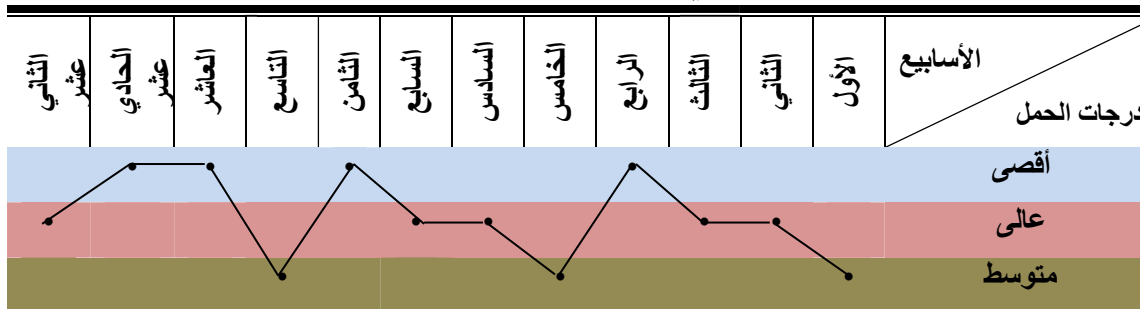 الأسابيع
درجات الحمل
الأول
الثاني
الثالث
الرابع
الخامس
السادس
السابع
الثامن
التاسع
العاشر
الحادي
عشر
الثاني
عشر
أقصى
عالى
متوسط